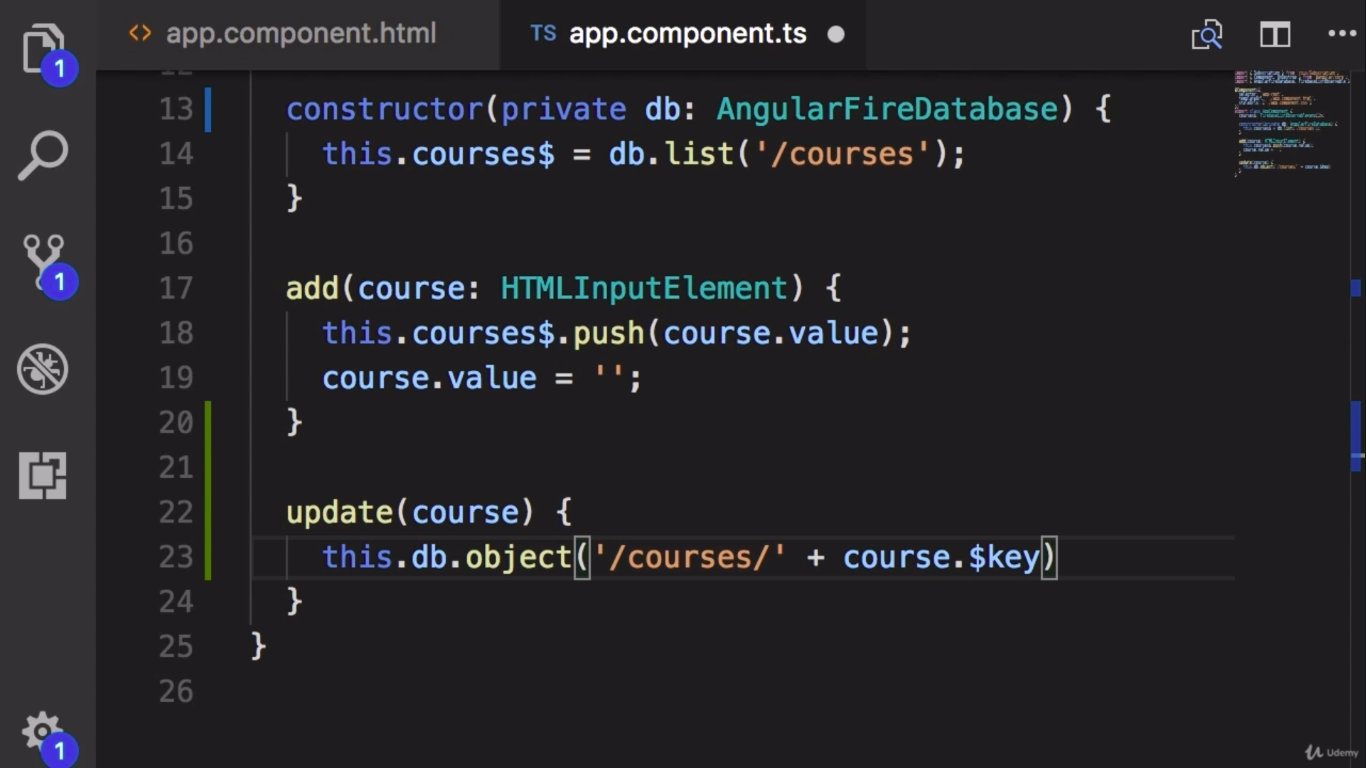 app.component.html
TS app.component.ts
1
1
1
12
13 constructor(private db: AngularFireDatabase) {
14 this.courses$ = db.list('/courses');
15 }
16
17 add(course: HTMLInputElement) {
18 this.courses$.push(course.value);
19 course.value = '';
20 }
21
22 update(course) {
23 this.db.object('/courses/' + course.$key)
24 }
25 }
26
Udemy